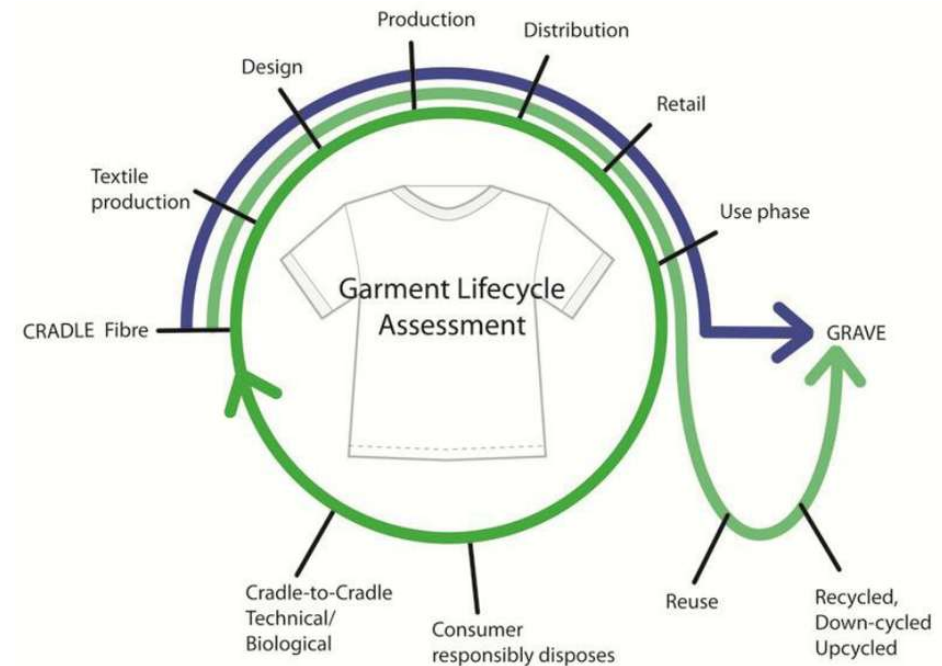 Production
Distribution
Design
Retail
Textile
production
Use phase
Garment Lifecycle
Assessment
CRADLE Fibre
GRAVE
Cradle-to-Cradle
Technical/
Biological
Consumer
responsibly disposes
Reuse
Recycled,
Down-cycled
Upcycled